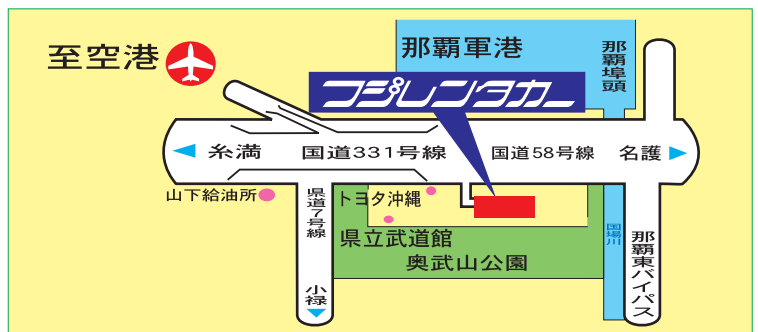 至空港
那覇軍港
那覇埠頭
フジレンタカー
糸満
国道331号線
国道58号線
名護
山下給油所
県道7号線
小禄
トヨタ沖縄
県立武道館
奥武山公園
国場川
那覇東バイパス